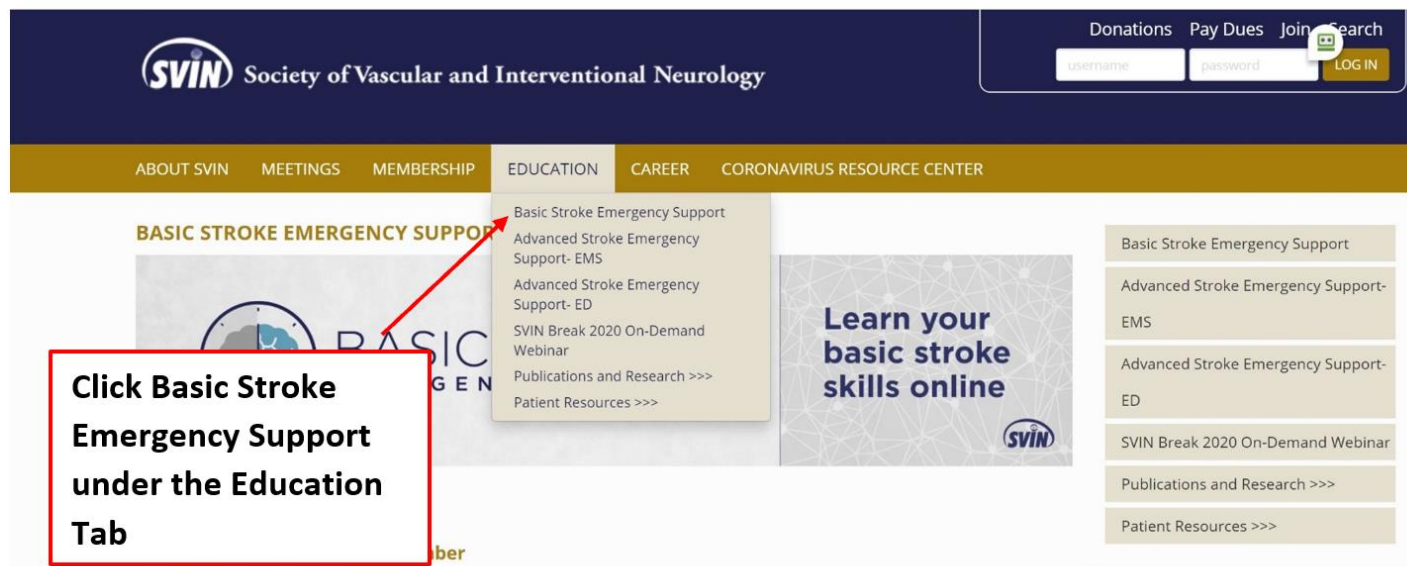 Donations Pay Dues Join Search
SVIN Society of Vascular and Interventional Neurology
username password LOG IN
ABOUT SVIN MEETINGS MEMBERSHIP EDUCATION CAREER CORONAVIRUS RESOURCE CENTER
Basic Stroke Emergency Support
Advanced Stroke Emergency
Support- EMS
Advanced Stroke Emergency
Support- ED
SVIN Break 2020 On-Demand
Webinar
Publications and Research >>>
Patient Resources >>>
BASIC STROKE EMERGENCY SUPPOR
BASIC
GEN
Learn your
basic stroke
skills online
SVIN
Click Basic Stroke
Emergency Support
under the Education
Tab
ber
Basic Stroke Emergency Support
Advanced Stroke Emergency Support-
EMS
Advanced Stroke Emergency Support-
ED
SVIN Break 2020 On-Demand Webinar
Publications and Research >>>
Patient Resources >>>